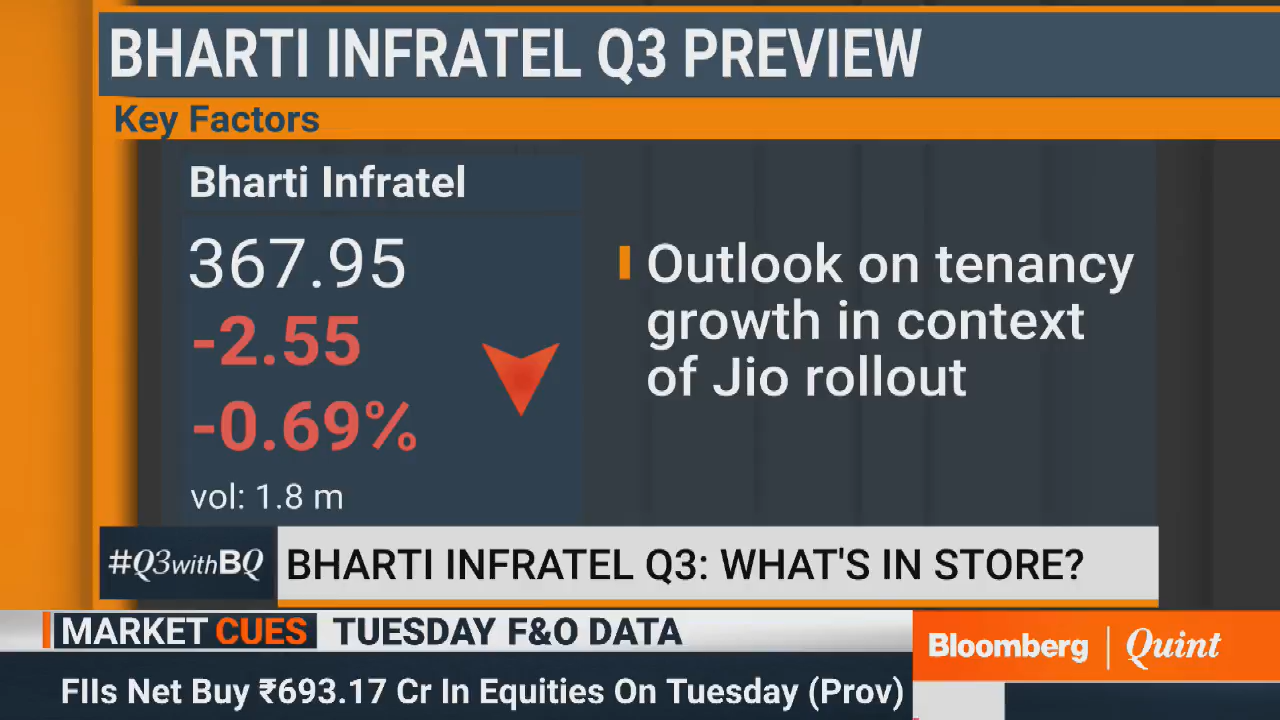 BHARTI INFRATEL Q3 PREVIEW
Key Factors
Bharti Infratel
367.95
-2.55
-0.69%
vol: 1.8 m
Outlook on tenancy
growth in context
of Jio rollout
#Q3withBQ
BHARTI INFRATEL Q3: WHAT'S IN STORE?
MARKET CUES TUESDAY F&O DATA
Bloomberg | Quint
FIIs Net Buy ₹693.17 Cr In Equities On Tuesday (Prov)